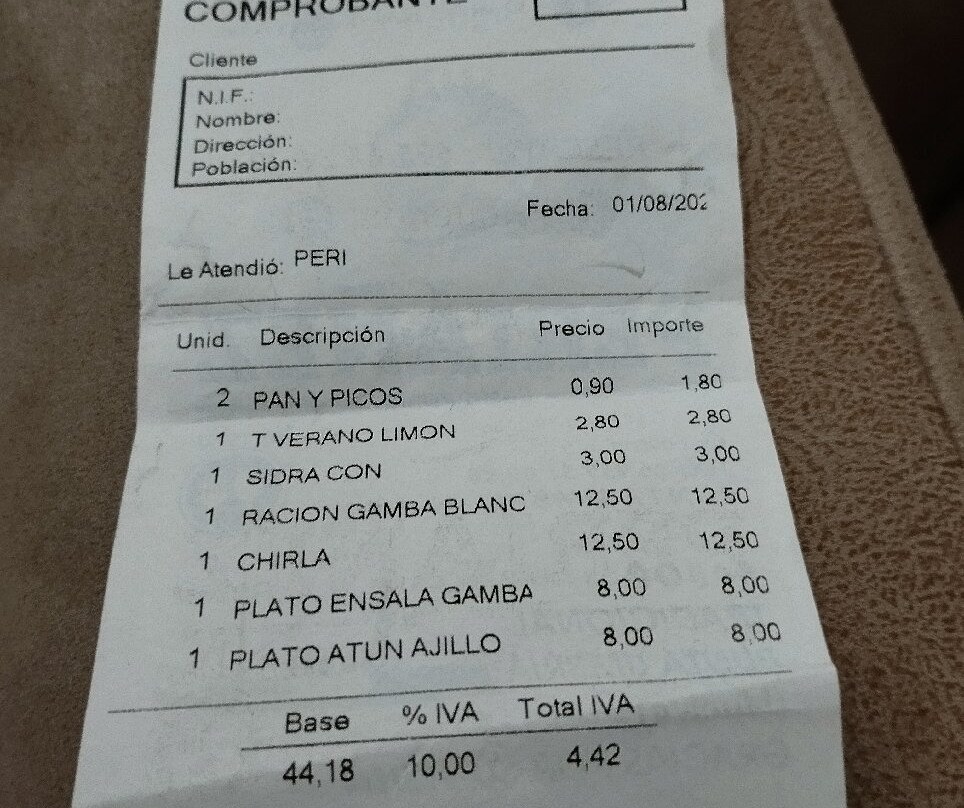 COMPROBANTE
Cliente
N.I.F.:
Nombre:
Dirección:
Población:
Fecha: 01/08/202
Le Atendió: PERI
Unid. Descripción Precio Importe
2 PAN Y PICOS 0,90 1,80
1 T VERANO LIMON 2,80 2,80
1 SIDRA CON 3,00 3,00
1 RACION GAMBA BLANC 12,50 12,50
1 CHIRLA 12,50 12,50
1 PLATO ENSALA GAMBA 8,00 8,00
1 PLATO ATUN AJILLO 8,00 8,00
Base % IVA Total IVA
44,18 10,00 4,42